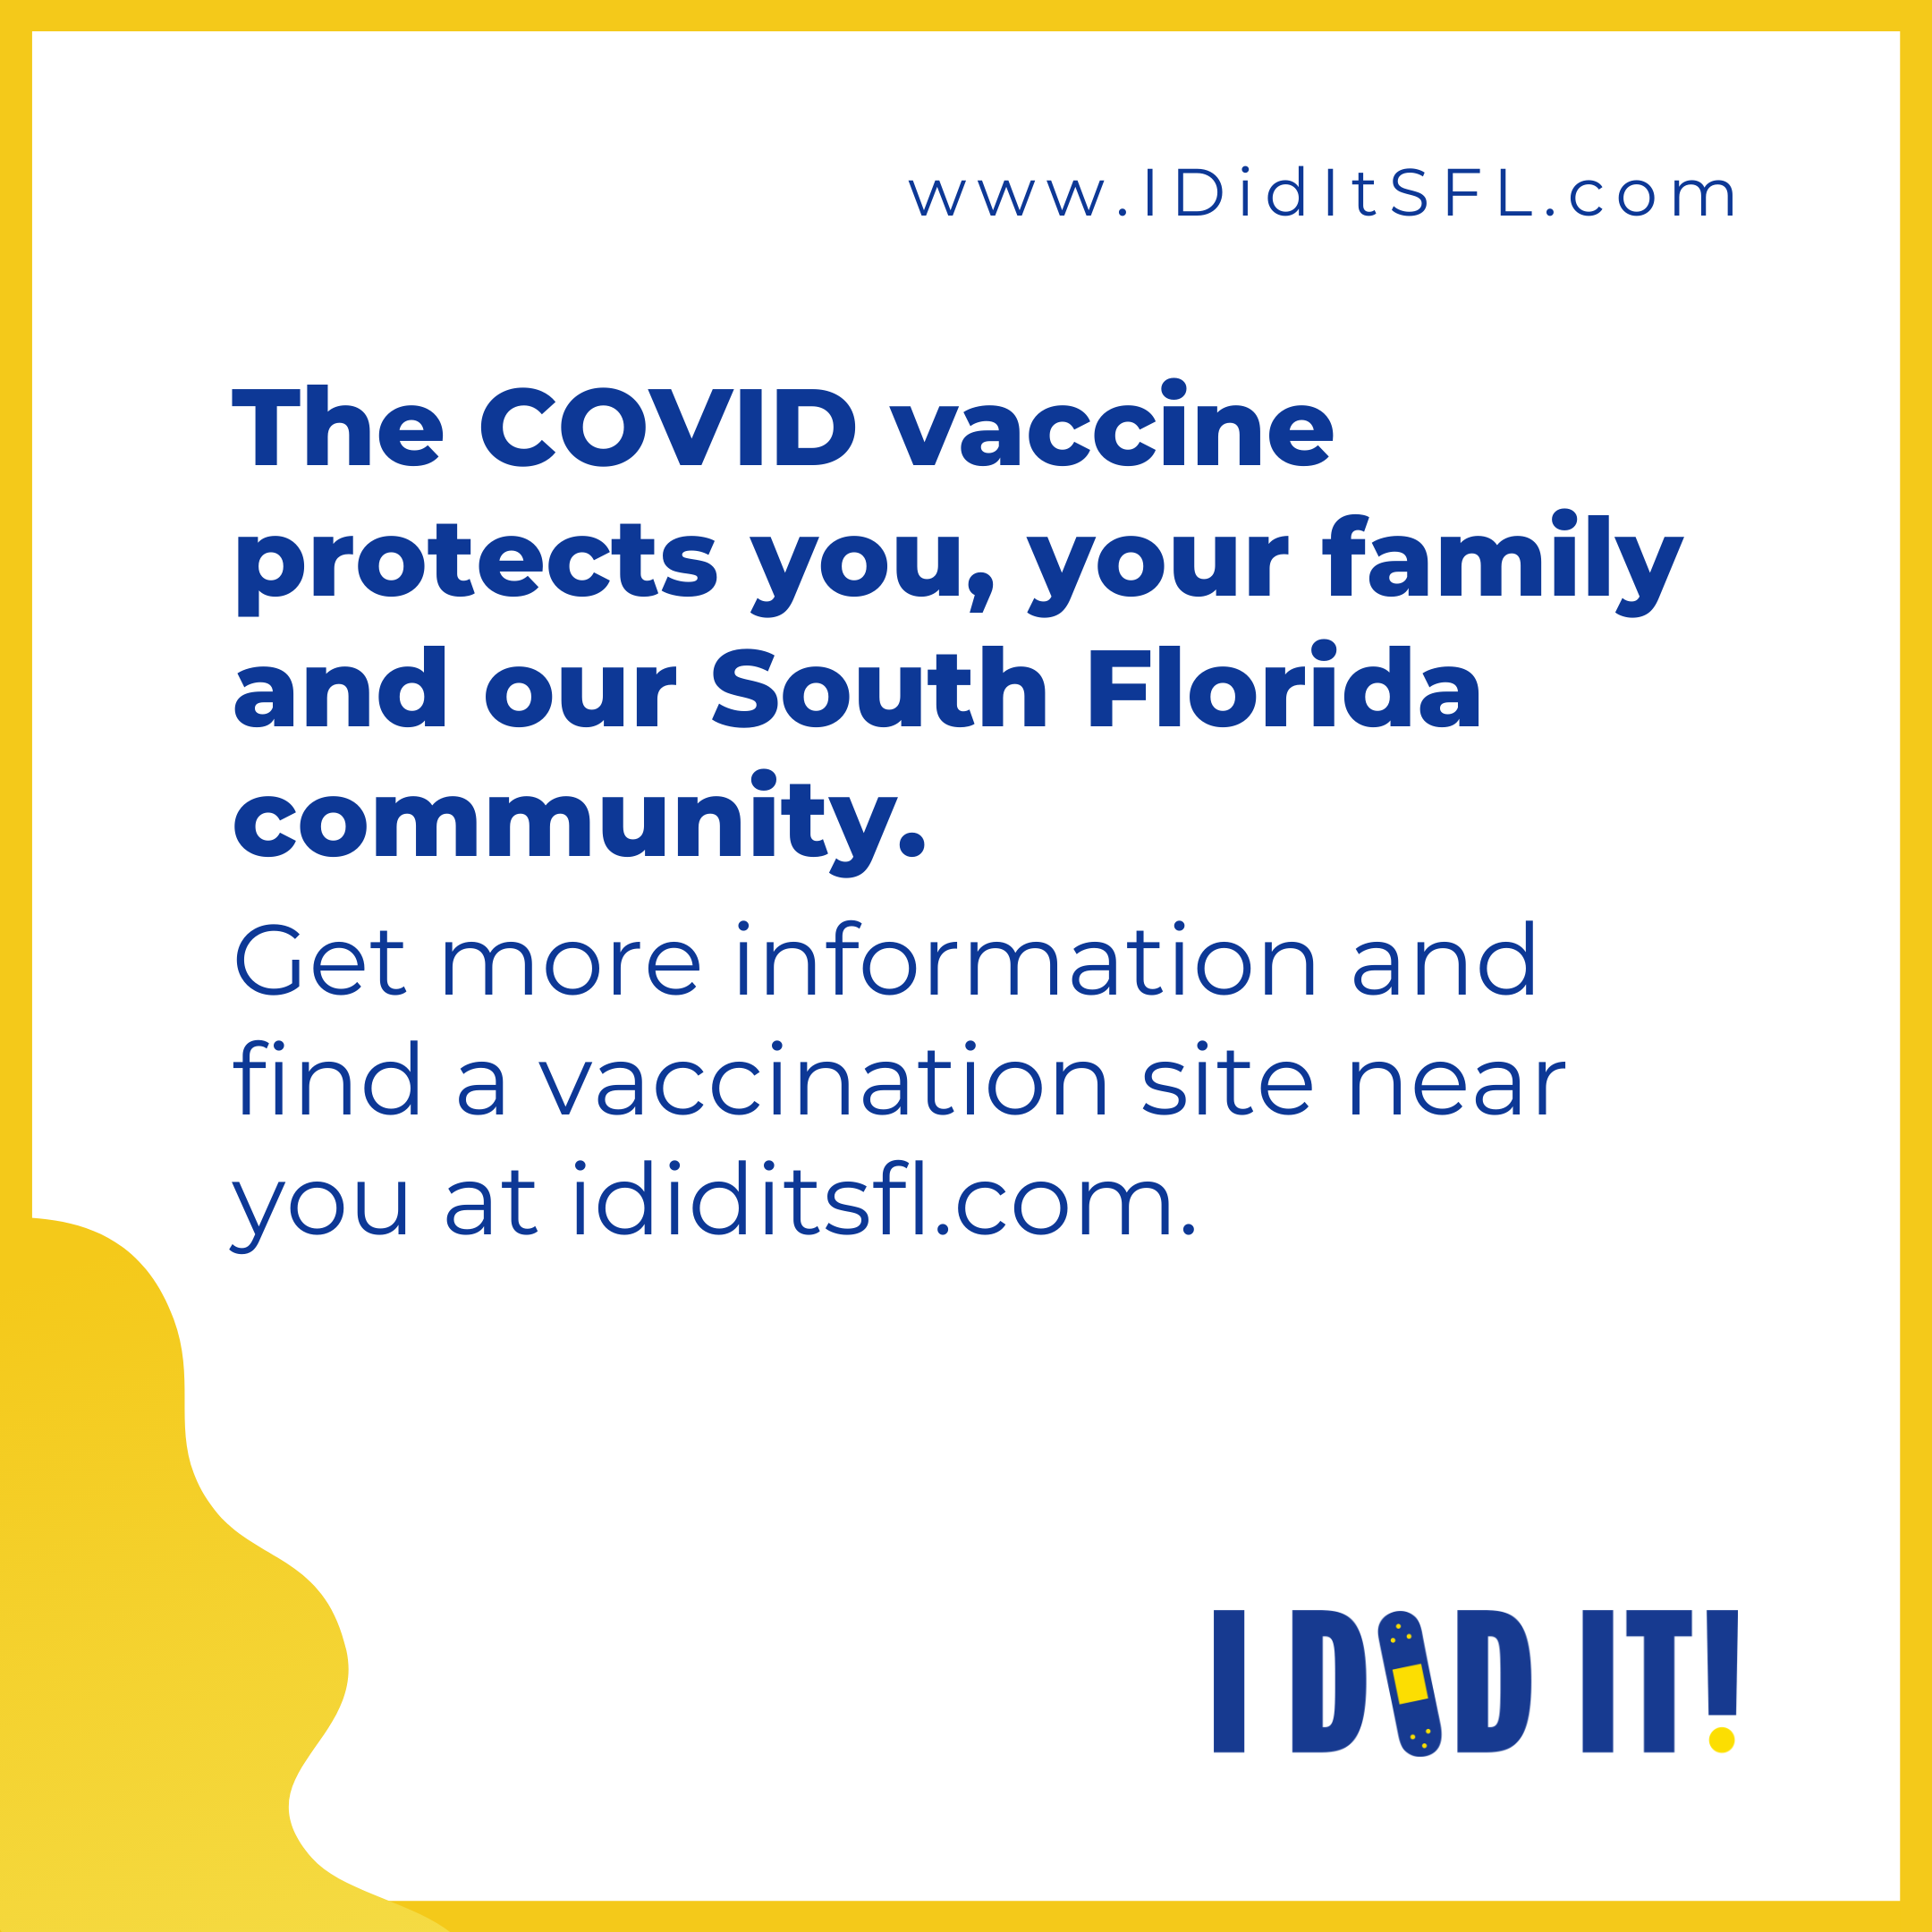 www.IDidItSFL.com
The COVID vaccine
protects you, your family
and our South Florida
community.
Get more information and
find a vaccination site near
you at ididitsfl.com.
I DID IT!